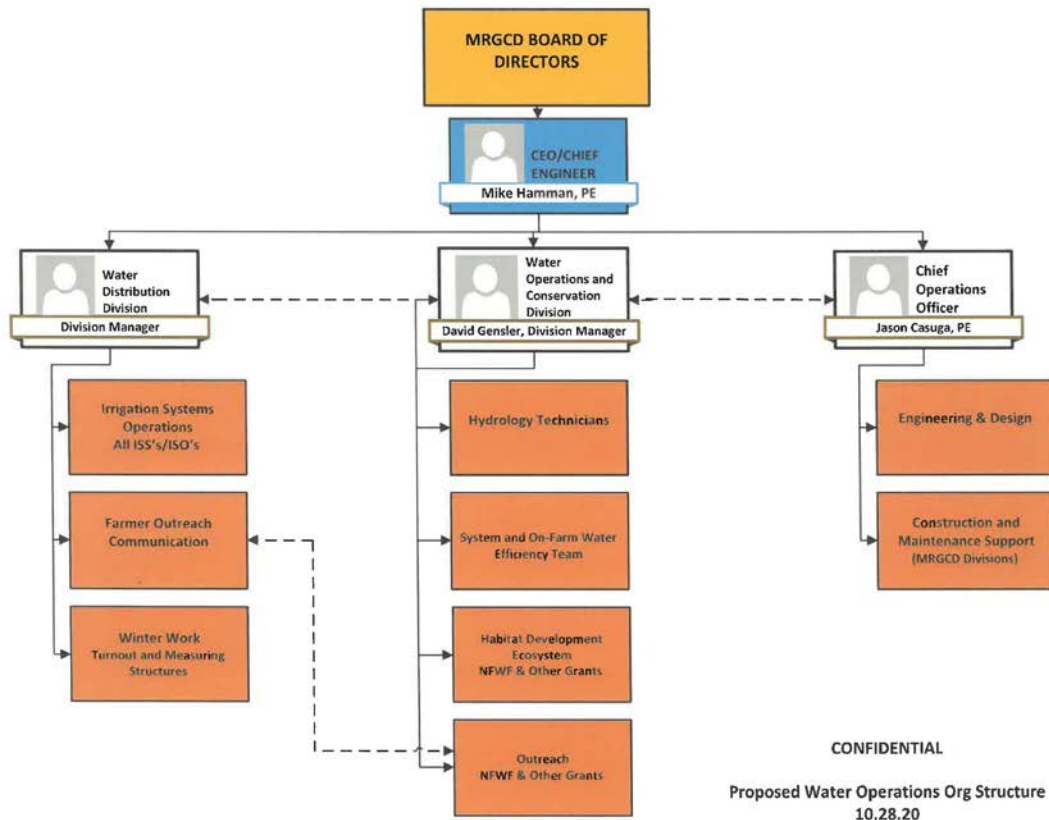 MRGCD BOARD OF
DIRECTORS
CEO/CHIEF
ENGINEER
Mike Hamman, PE
Water
Distribution
Division
Division Manager
Water
Operations and
Conservation
Division
David Gensler, Division Manager
Chief
Operations
Officer
Jason Casuga, PE
Irrigation Systems
Operations
All ISS's/ISO's
Farmer Outreach
Communication
Winter Work
Turnout and Measuring
Structures
Hydrology Technicians
System and On-Farm Water
Efficiency Team
Habitat Development
Ecosystem
NFWF & Other Grants
Outreach
NFWF & Other Grants
Engineering & Design
Construction and
Maintenance Support
(MRGCD Divisions)
CONFIDENTIAL
Proposed Water Operations Org Structure
10.28.20